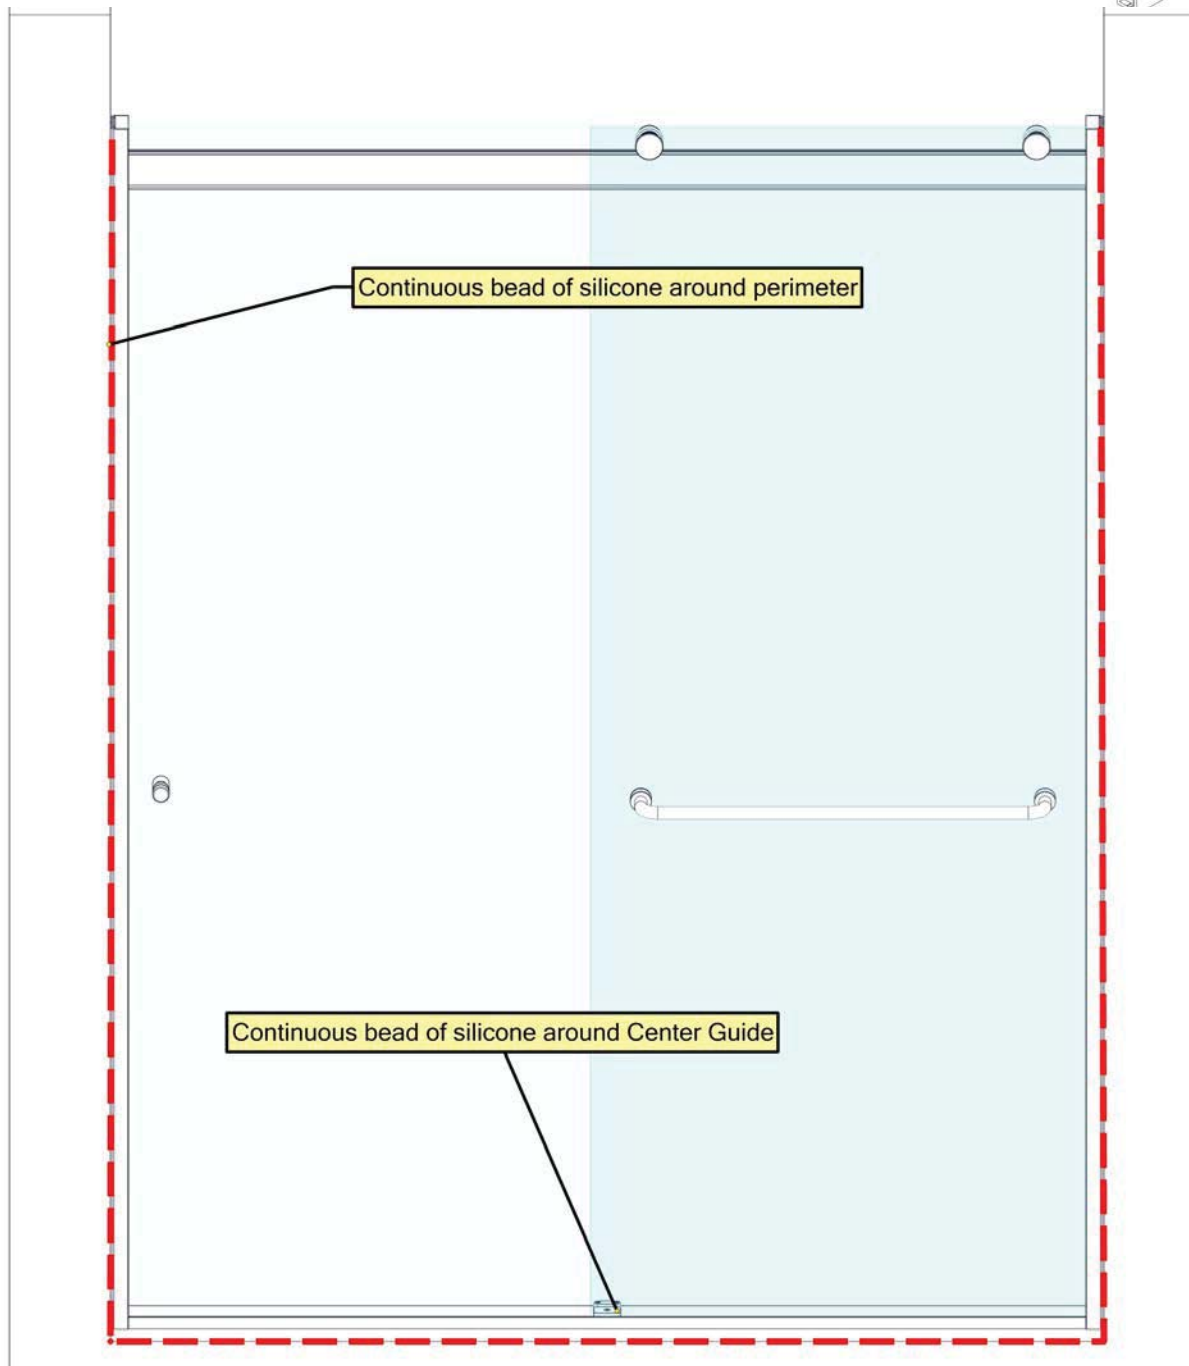 Continuous bead of silicone around perimeter
Continuous bead of silicone around Center Guide